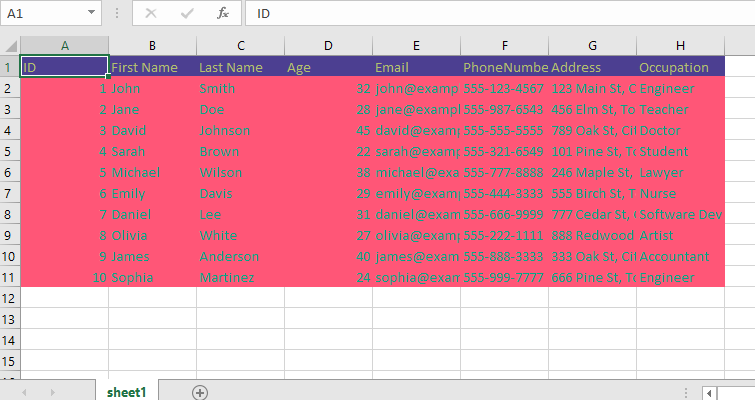 A1 fx ID
A B C D E F G H
1 ID First Name Last Name Age Email PhoneNumbe Address Occupation
2 1 John Smith 32 john@examp 555-123-4567 123 Main St, C Engineer
3 2 Jane Doe 28 jane@exampl 555-987-6543 456 Elm St, To Teacher
4 3 David Johnson 45 david@exam 555-555-5555 789 Oak St, Cit Doctor
5 4 Sarah Brown 22 sarah@exam 555-321-6549 101 Pine St, To Student
6 5 Michael Wilson 38 michael@exa 555-777-8888 246 Maple St, Lawyer
7 6 Emily Davis 29 emily@exam 555-444-3333 555 Birch St, T Nurse
8 7 Daniel Lee 31 daniel@exam 555-666-9999 777 Cedar St, Software Dev
9 8 Olivia White 27 olivia@exam 555-222-1111 888 Redwood Artist
10 9 James Anderson 40 james@exam 555-888-3333 333 Oak St, Cit Accountant
11 10 Sophia Martinez 24 sophia@exam 555-999-7777 666 Pine St, To Engineer
12
13
14
15
sheet1